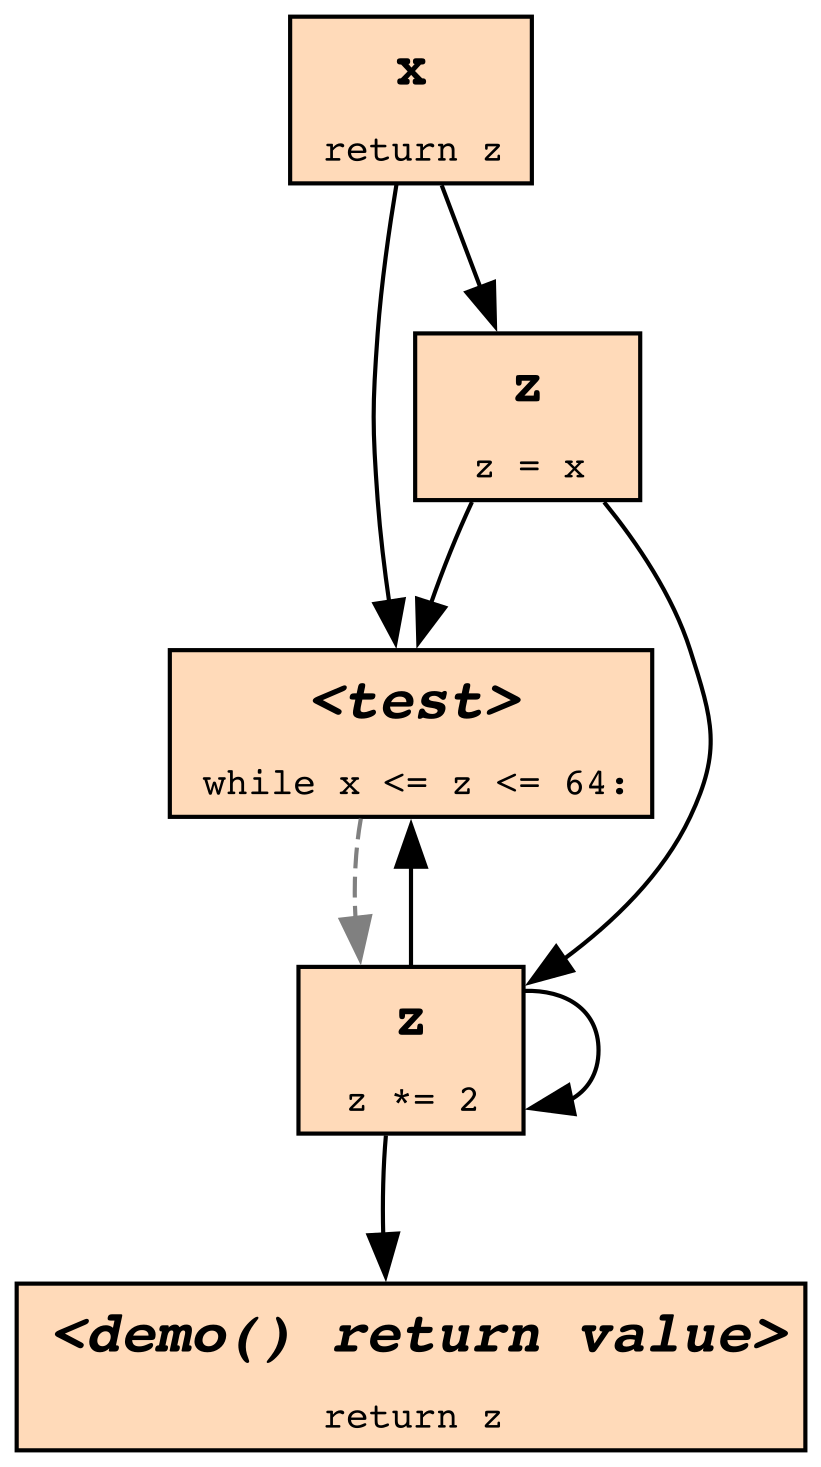 x
return z
z
z = x
<test>
while x <= z <= 64:
z
z *= 2
<demo() return value>
return z